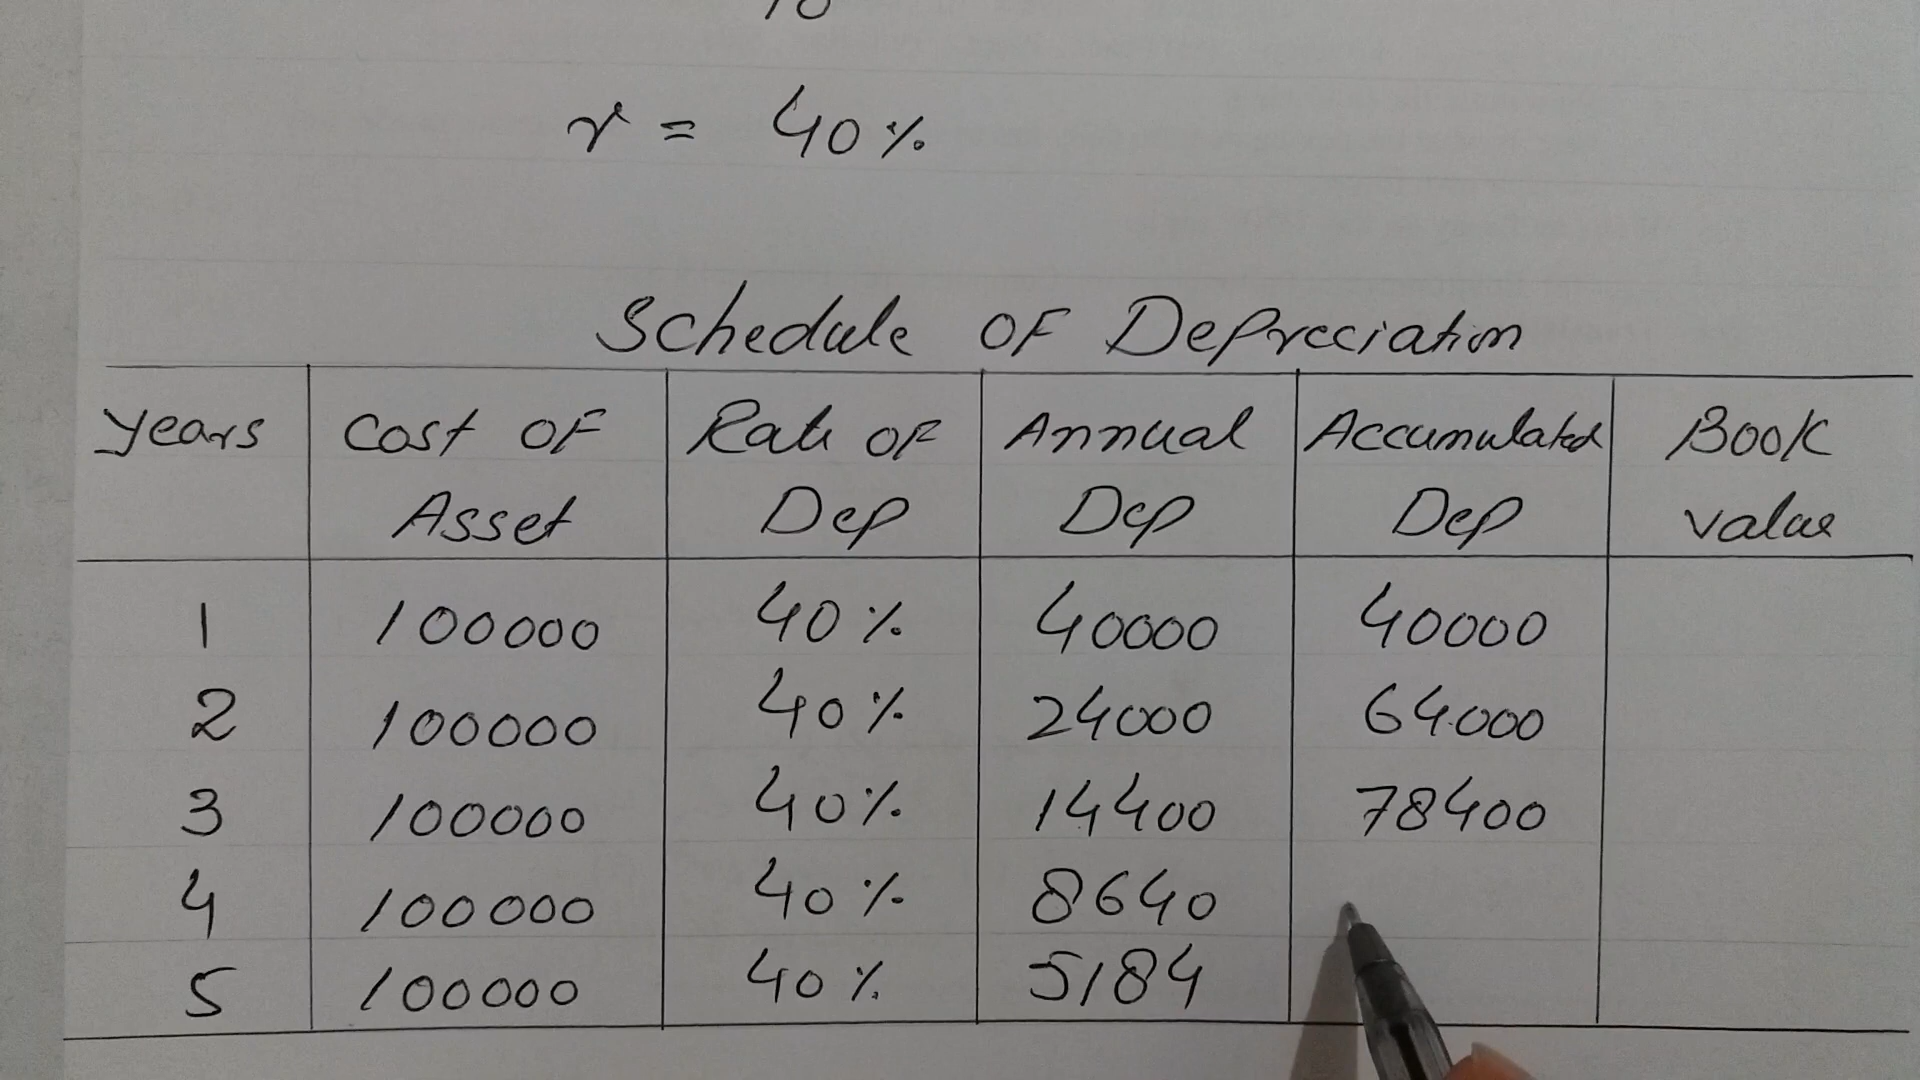 r = 40%
Schedule OF Depreciation
Years Cost OF Asset Rate OF Dep Annual Dep Accumulated Dep Book value
1 100000 40% 40000 40000
2 100000 40% 24000 64000
3 100000 40% 14400 78400
4 100000 40% 8640
5 100000 40% 5184